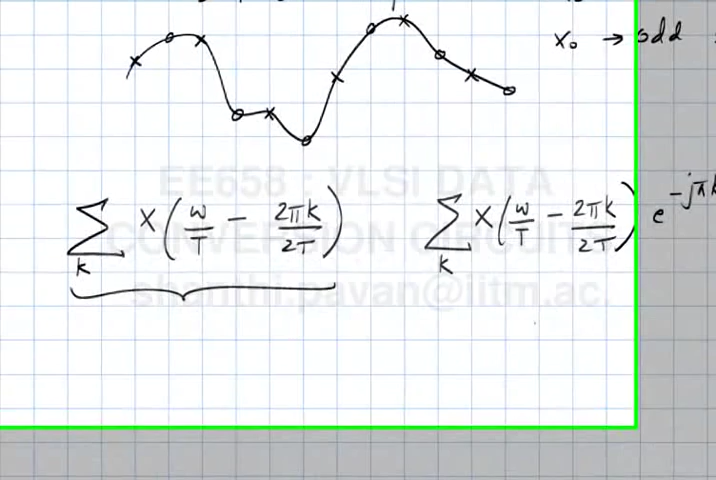 x₀ → odd
EE658 : VLSI DATA
CONVERSION CIRCUITS
shanthi.pavan@iitm.ac.
∑ₖ X(ω/T − 2πk/2T) ∑ₖ X(ω/T − 2πk/2T) e^(-jπk